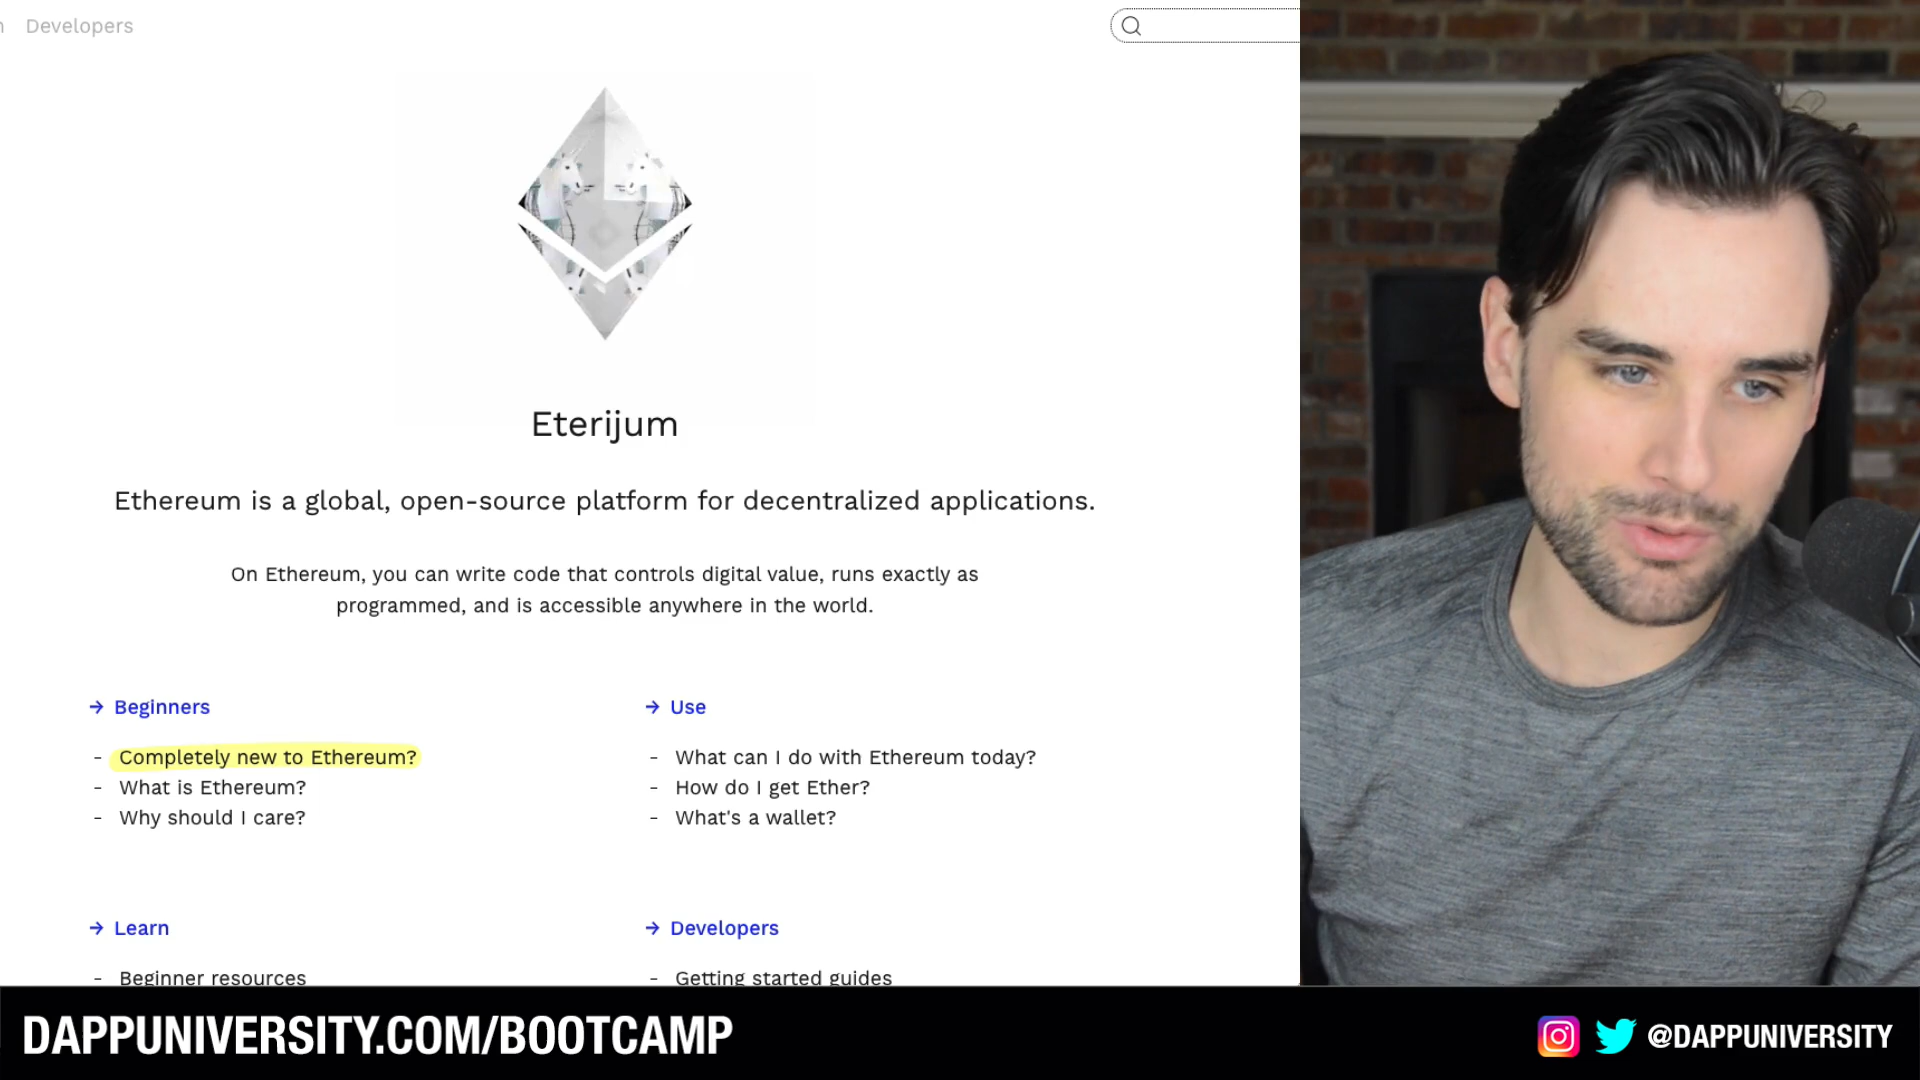 Developers
Eterijum
Ethereum is a global, open-source platform for decentralized applications.
On Ethereum, you can write code that controls digital value, runs exactly as
programmed, and is accessible anywhere in the world.
→ Beginners
- Completely new to Ethereum?
- What is Ethereum?
- Why should I care?
→ Use
- What can I do with Ethereum today?
- How do I get Ether?
- What's a wallet?
→ Learn
- Beginner resources
→ Developers
- Getting started guides
DAPPUNIVERSITY.COM/BOOTCAMP
@DAPPUNIVERSITY